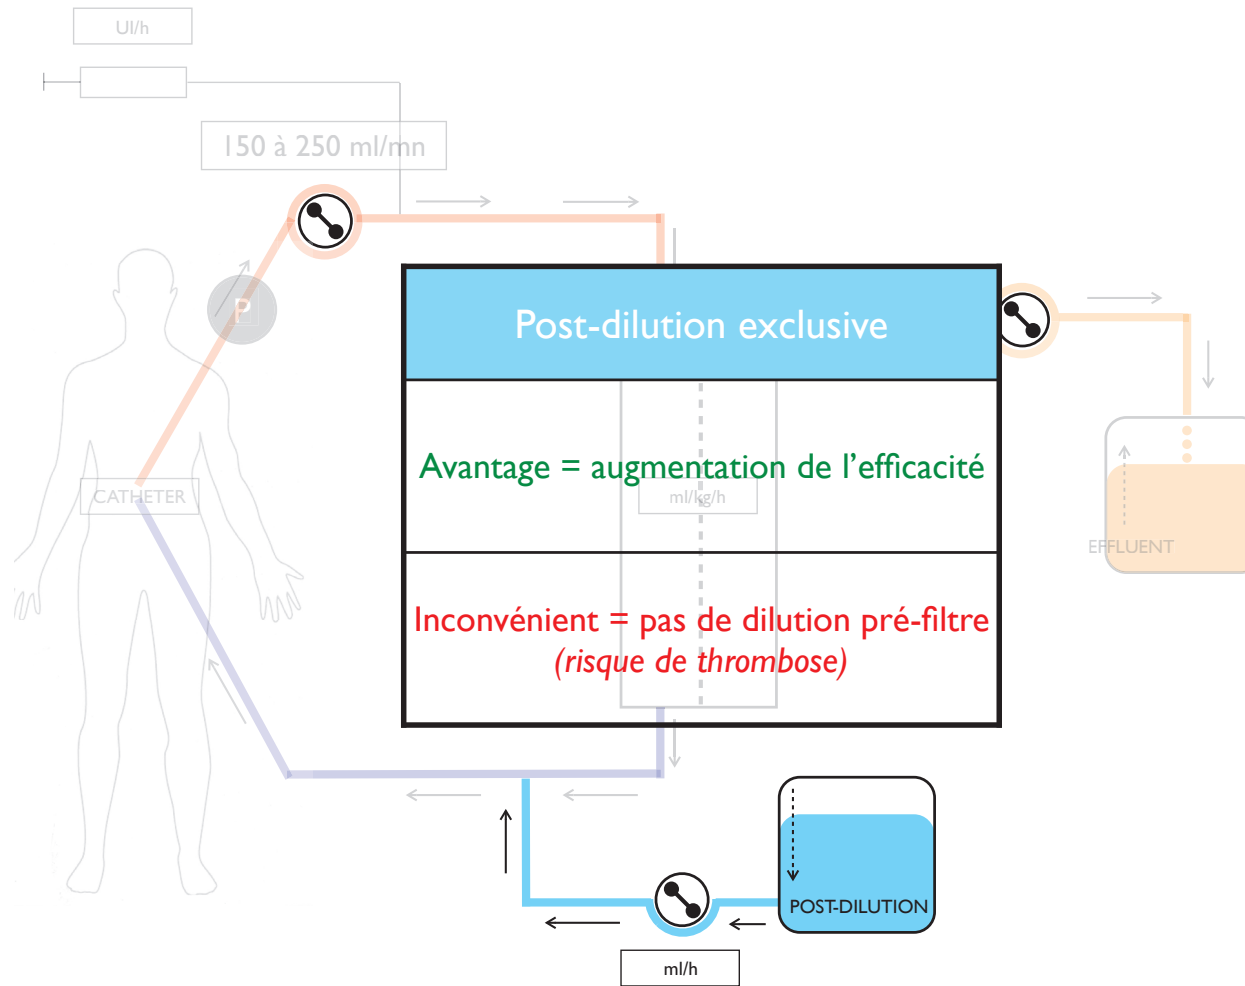 UI/h
150 à 250 ml/mn
P
Post-dilution exclusive
Avantage = augmentation de l’efficacité
CATHETER
ml/kg/h
EFFLUENT
Inconvénient = pas de dilution pré-filtre
(risque de thrombose)
POST-DILUTION
ml/h